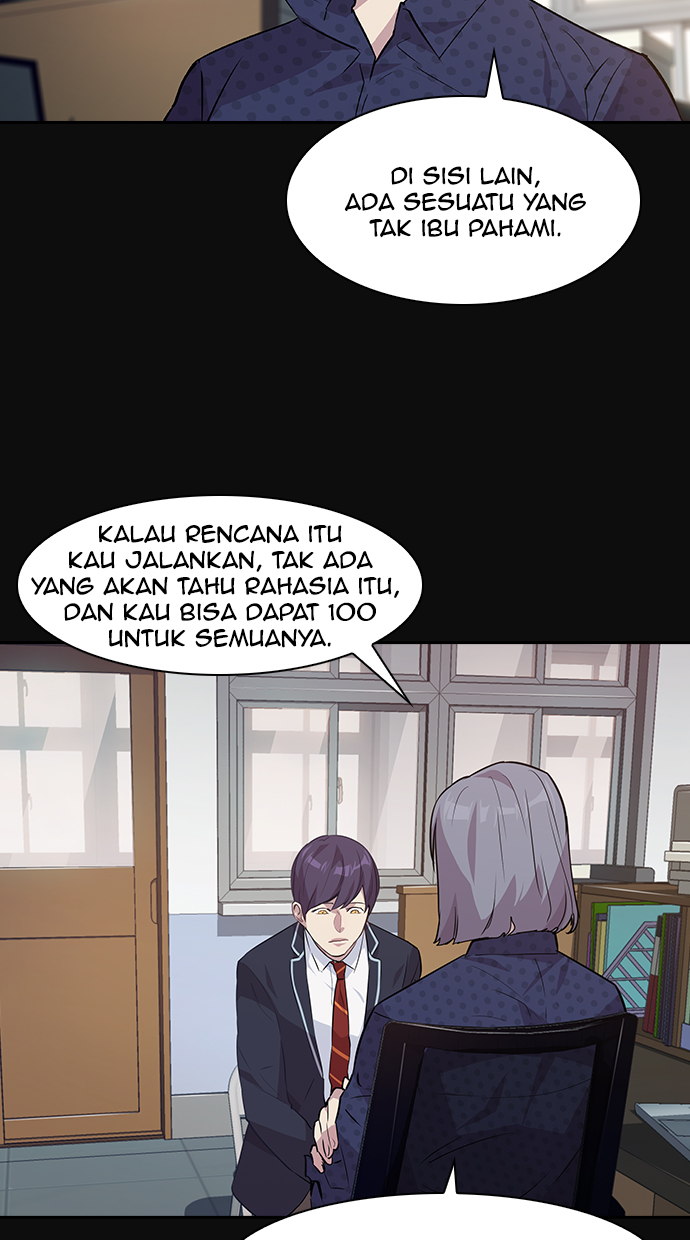 DI SISI LAIN,
ADA SESUATU YANG
TAK IBU PAHAMI.
KALAU RENCANA ITU
KAU JALANKAN, TAK ADA
YANG AKAN TAHU RAHASIA ITU,
DAN KAU BISA DAPAT 100
UNTUK SEMUANYA.